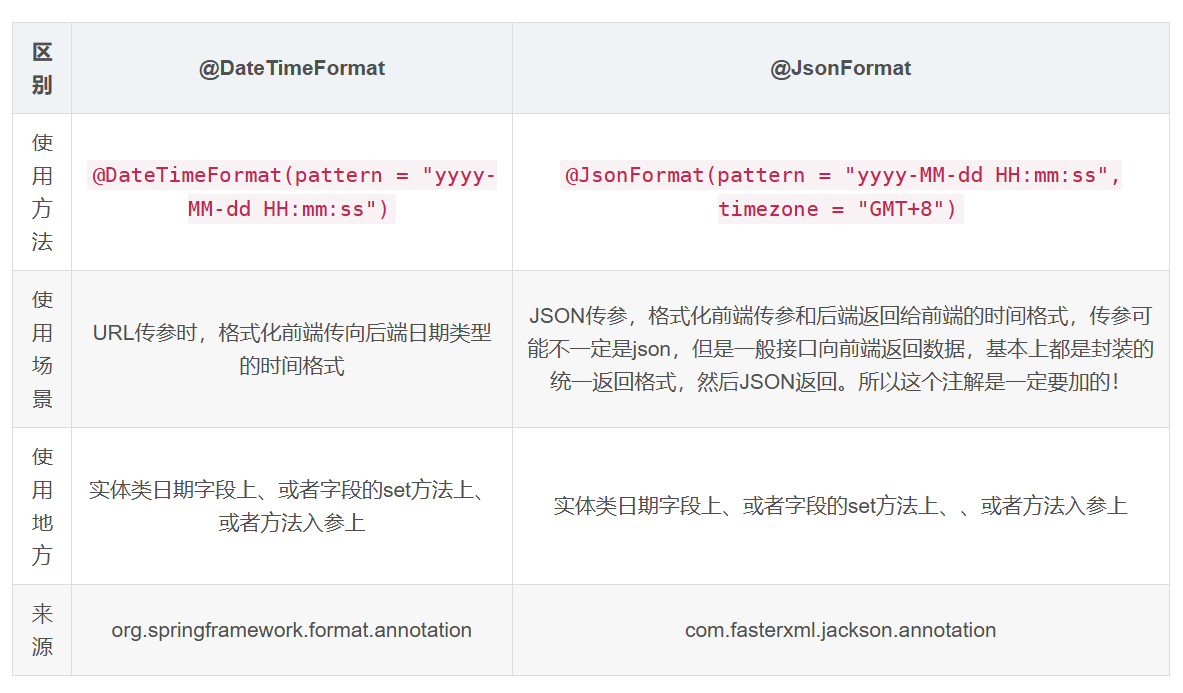 区
别
@DateTimeFormat
@JsonFormat
使
用
方
法
@DateTimeFormat(pattern = "yyyy-
MM-dd HH:mm:ss")
@JsonFormat(pattern = "yyyy-MM-dd HH:mm:ss",
timezone = "GMT+8")
使
用
场
景
URL传参时，格式化前端传向后端日期类型
的时间格式
JSON传参，格式化前端传参和后端返回给前端的时间格式，传参可
能不一定是json，但是一般接口向前端返回数据，基本上都是封装的
统一返回格式，然后JSON返回。所以这个注解是一定要加的！
使
用
地
方
实体类日期字段上、或者字段的set方法上、
或者方法入参上
实体类日期字段上、或者字段的set方法上、、或者方法入参上
来
源
org.springframework.format.annotation
com.fasterxml.jackson.annotation